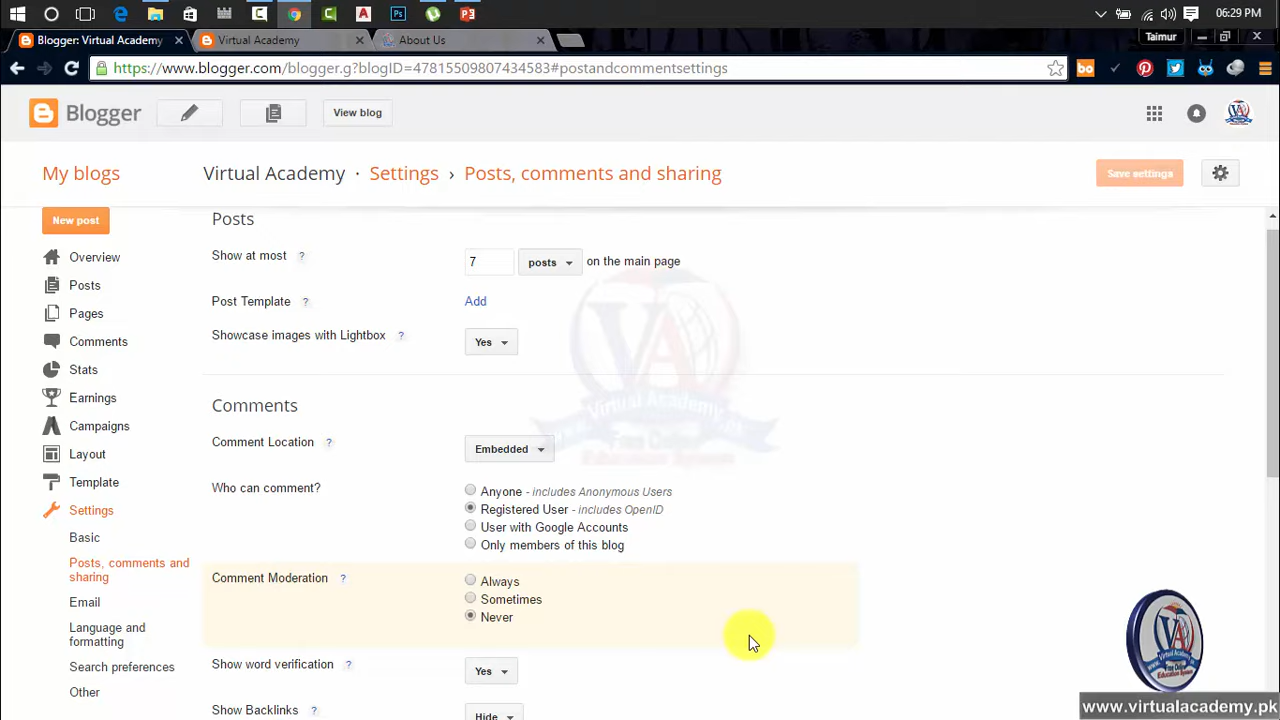 06:29 PM
Blogger: Virtual Academy
Virtual Academy
About Us
Taimur
https://www.blogger.com/blogger.g?blogID=47815509807434583#postandcommentsettings
Blogger
View blog
My blogs
Virtual Academy · Settings › Posts, comments and sharing
Save settings
New post
Overview
Posts
Pages
Comments
Stats
Earnings
Campaigns
Layout
Template
Settings
Basic
Posts, comments and
sharing
Email
Language and
formatting
Search preferences
Other
Posts
Show at most ? 7 posts on the main page
Post Template ? Add
Showcase images with Lightbox ? Yes
Comments
Comment Location ? Embedded
Who can comment?
Anyone - includes Anonymous Users
Registered User - includes OpenID
User with Google Accounts
Only members of this blog
Comment Moderation ?
Always
Sometimes
Never
Show word verification ? Yes
Show Backlinks ? Hide
VA
Virtual Academy
Education System
VA
www.virtualacademy.pk